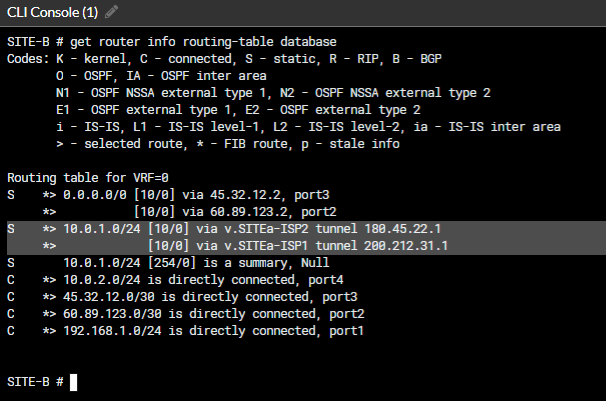 CLI Console (1)
SITE-B # get router info routing-table database
Codes: K - kernel, C - connected, S - static, R - RIP, B - BGP
       O - OSPF, IA - OSPF inter area
       N1 - OSPF NSSA external type 1, N2 - OSPF NSSA external type 2
       E1 - OSPF external type 1, E2 - OSPF external type 2
       i - IS-IS, L1 - IS-IS level-1, L2 - IS-IS level-2, ia - IS-IS inter area
       > - selected route, * - FIB route, p - stale info
Routing table for VRF=0
S    *> 0.0.0.0/0 [10/0] via 45.32.12.2, port3
     *>           [10/0] via 60.89.123.2, port2
S    *> 10.0.1.0/24 [10/0] via v.SITEa-ISP2 tunnel 180.45.22.1
     *>             [10/0] via v.SITEa-ISP1 tunnel 200.212.31.1
S       10.0.1.0/24 [254/0] is a summary, Null
C    *> 10.0.2.0/24 is directly connected, port4
C    *> 45.32.12.0/30 is directly connected, port3
C    *> 60.89.123.0/30 is directly connected, port2
C    *> 192.168.1.0/24 is directly connected, port1
SITE-B #